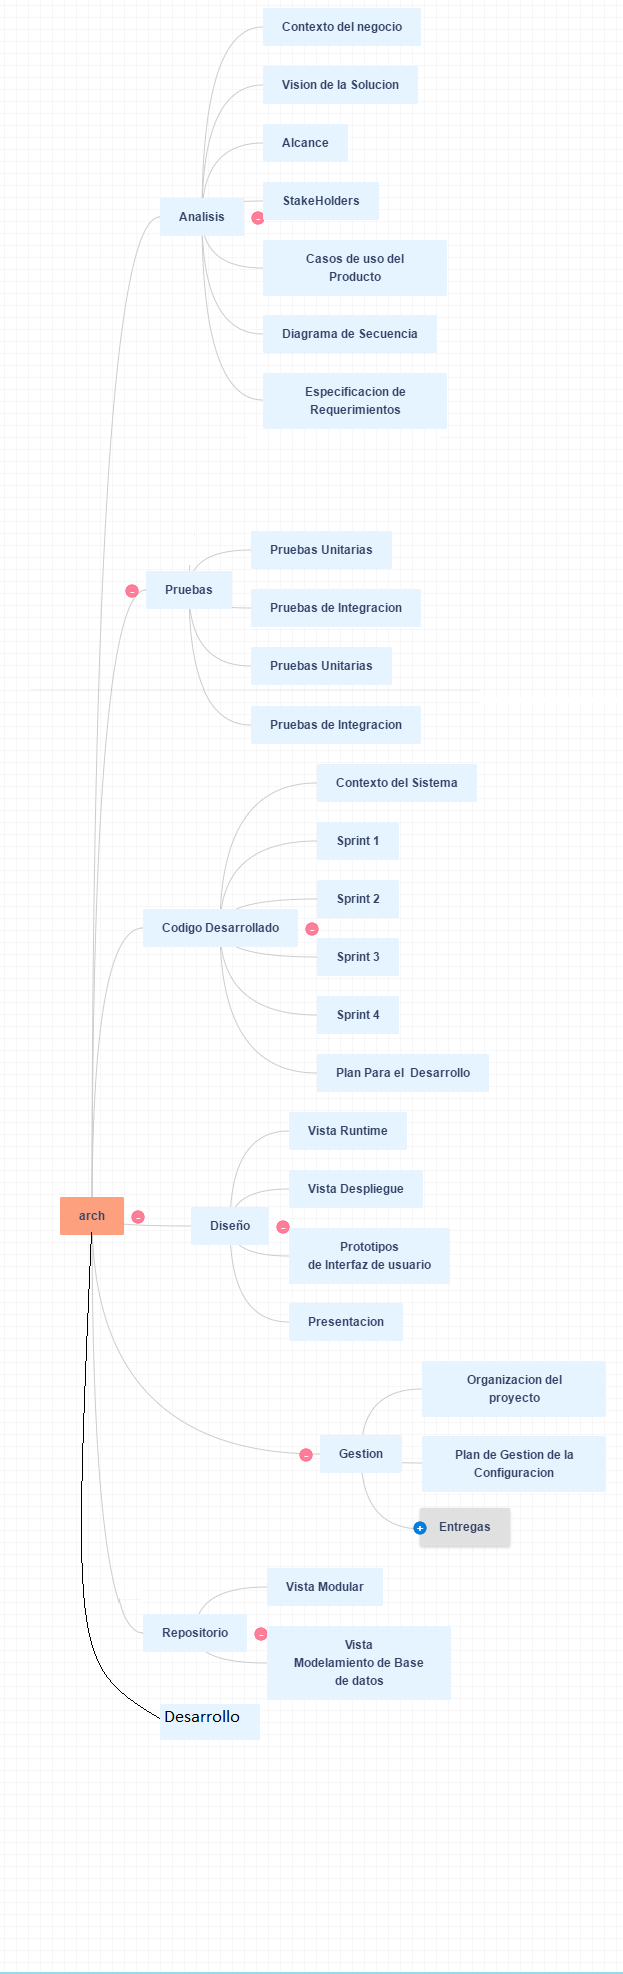 Contexto del negocio
Vision de la Solucion
Alcance
StakeHolders
Analisis
Casos de uso del
Producto
Diagrama de Secuencia
Especificacion de
Requerimientos
Pruebas Unitarias
Pruebas
Pruebas de Integracion
Pruebas Unitarias
Pruebas de Integracion
Contexto del Sistema
Sprint 1
Sprint 2
Codigo Desarrollado
Sprint 3
Sprint 4
Plan Para el  Desarrollo
Vista Runtime
Vista Despliegue
arch
Diseño
Prototipos
de Interfaz de usuario
Presentacion
Organizacion del
proyecto
Gestion
Plan de Gestion de la
Configuracion
Entregas
Vista Modular
Repositorio
Vista
Modelamiento de Base
de datos
Desarrollo